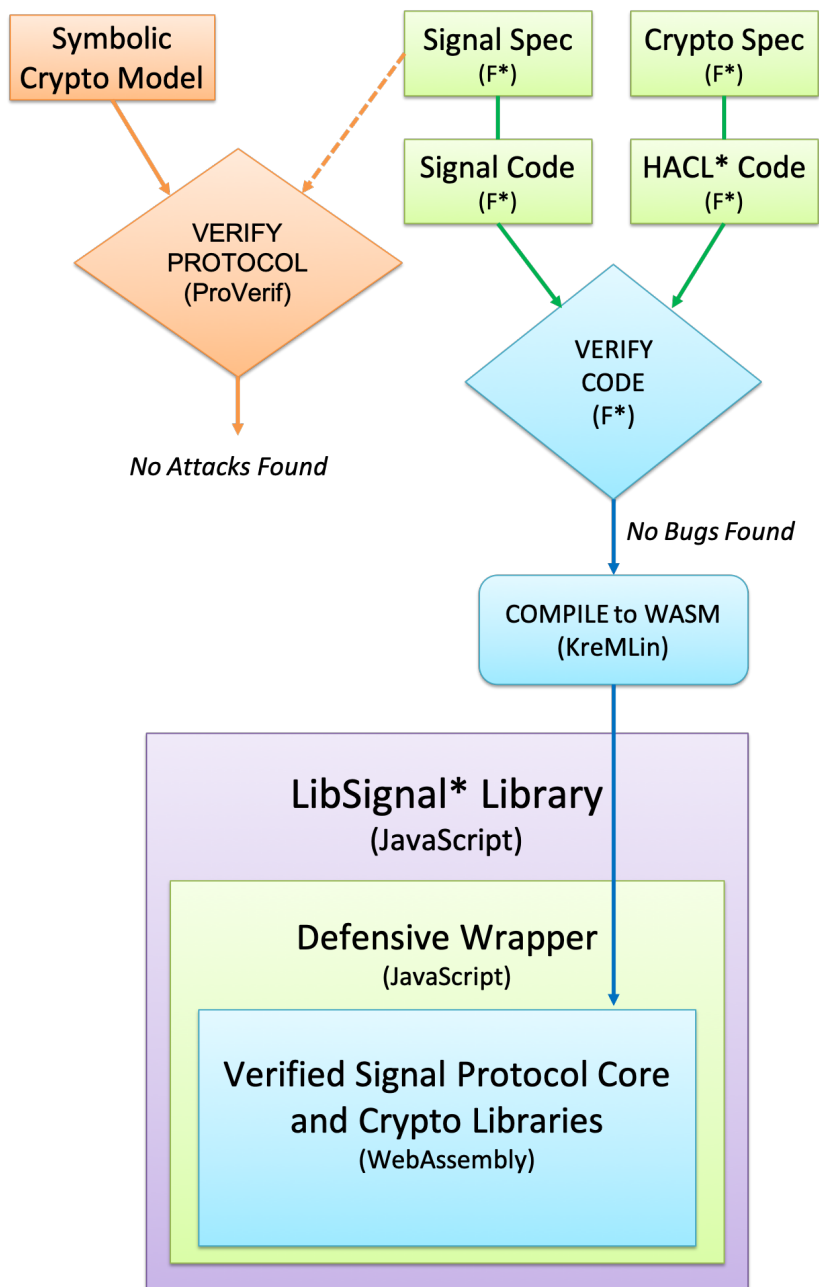 Symbolic
Crypto Model
Signal Spec
(F*)
Crypto Spec
(F*)
Signal Code
(F*)
HACL* Code
(F*)
VERIFY
PROTOCOL
(ProVerif)
VERIFY
CODE
(F*)
No Attacks Found
No Bugs Found
COMPILE to WASM
(KreMLin)
LibSignal* Library
(JavaScript)
Defensive Wrapper
(JavaScript)
Verified Signal Protocol Core
and Crypto Libraries
(WebAssembly)